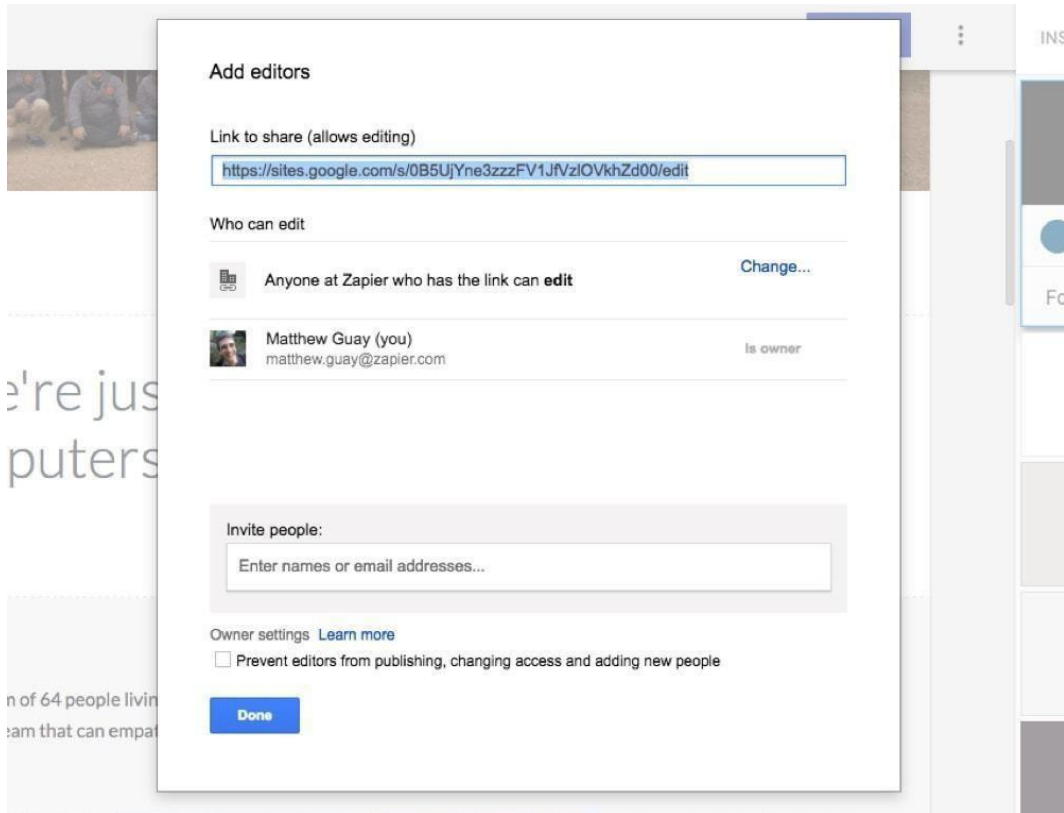 INS
Add editors
Link to share (allows editing)
https://sites.google.com/s/0B5UjYne3zzzFV1JfVzlOVkhZd00/edit
Who can edit
Anyone at Zapier who has the link can edit
Change...
Matthew Guay (you)
matthew.guay@zapier.com
Is owner
Fo
e're jus
puters
Invite people:
Enter names or email addresses...
Owner settings Learn more
Prevent editors from publishing, changing access and adding new people
n of 64 people livin
eam that can empat
Done